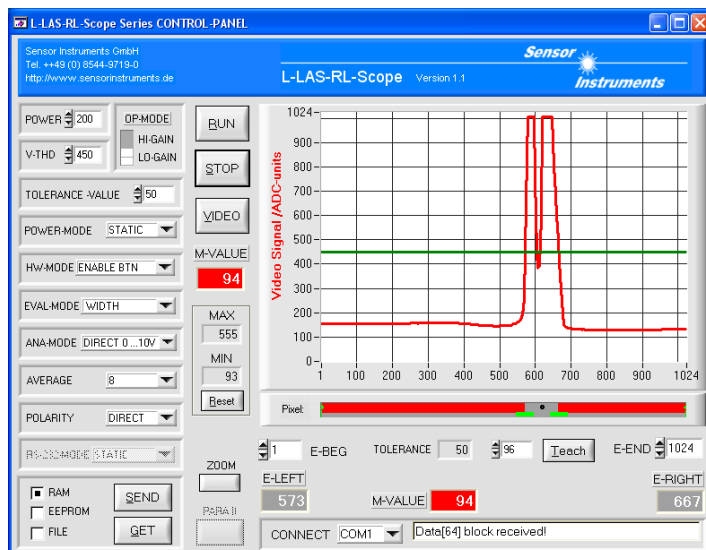 L-LAS-RL-Scope Series CONTROL-PANEL
Sensor Instruments GmbH
Tel. ++49 (0) 8544-9719-0
http://www.sensorinstruments.de
L-LAS-RL-Scope Version 1.1
Sensor
Instruments
POWER 200
OP-MODE
HI-GAIN
LO-GAIN
V-THD 450
TOLERANCE -VALUE 50
POWER-MODE STATIC
HW-MODE ENABLE BTN
EVAL-MODE WIDTH
ANA-MODE DIRECT 0 ...10V
AVERAGE 8
POLARITY DIRECT
RS-232-MODE STATIC
RAM
EEPROM
FILE
SEND
GET
RUN
STOP
VIDEO
M-VALUE
94
MAX
555
MIN
93
Reset
ZOOM
PARA II
Video Signal /ADC-units
1024
900
800
700
600
500
400
300
200
100
0
1 100 200 300 400 500 600 700 800 900 1024
Pixel:
1 E-BEG TOLERANCE 50 96 Teach E-END 1024
E-LEFT E-RIGHT
573 M-VALUE 94 667
CONNECT COM1 Data[64] block received!